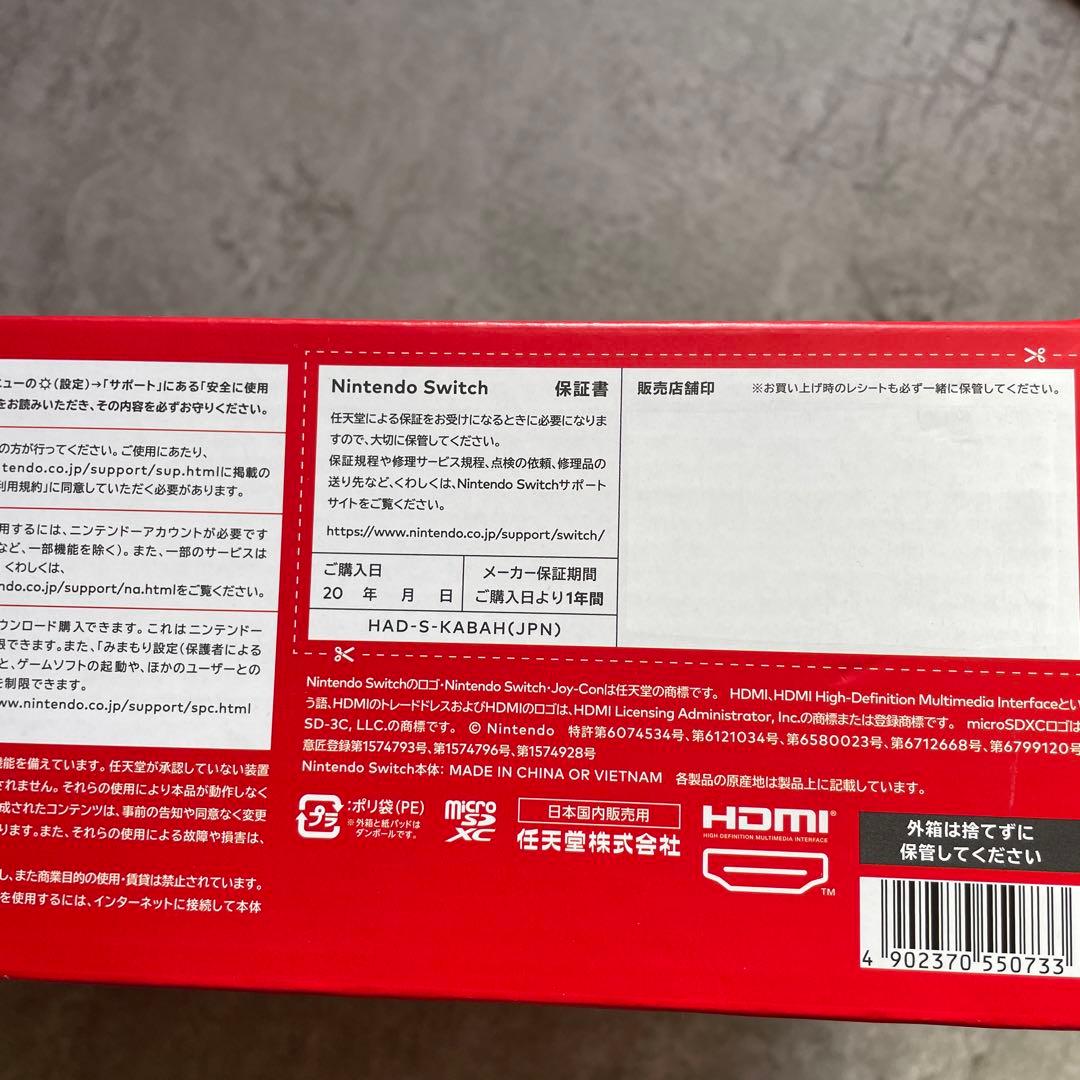 ューの(設定)→「サポート」にある「安全に使用
をお読みいただき、その内容を必ずお守りください。
の方が行ってください。ご使用にあたり、
tendo.co.jp/support/sup.htmlに掲載の
利用規約」に同意していただく必要があります。
用するには、ニンテンドーアカウントが必要です
など、一部機能を除く)。また、一部のサービスは
くわしくは、
ndo.co.jp/support/na.htmlをご覧ください。
ウンロード購入できます。これはニンテンドー
限できます。また、「みまもり設定(保護者による
と、ゲームソフトの起動や、ほかのユーザーとの
を制限できます。
ww.nintendo.co.jp/support/spc.html
機能を備えています。任天堂が承認していない装置
されません。それらの使用により本品が動作しなく
成されたコンテンツは、事前の告知や同意なく変更
ります。また、それらの使用による故障や損害は、
し、また商業目的の使用・賃貸は禁止されています。
を使用するには、インターネットに接続して本体
Nintendo Switch 保証書
任天堂による保証をお受けになるときに必要になりま
すので、大切に保管してください。
保証規程や修理サービス規程、点検の依頼、修理品の
送り先など、くわしくは、Nintendo Switchサポート
サイトをご覧ください。
https://www.nintendo.co.jp/support/switch/
ご購入日
20 年 月 日
メーカー保証期間
ご購入日より1年間
HAD-S-KABAH(JPN)
販売店舗印 ※お買い上げ時のレシートも必ず一緒に保管してください。
Nintendo Switchのロゴ・Nintendo Switch・Joy-Conは任天堂の商標です。 HDMI、HDMI High-Definition Multimedia Interfaceとい
う語、HDMIのトレードドレスおよびHDMIのロゴは、HDMI Licensing Administrator, Inc.の商標または登録商標です。 microSDXCロゴは
SD-3C, LLC.の商標です。 © Nintendo 特許第6074534号、第6121034号、第6580023号、第6712668号、第6799120号
意匠登録第1574793号、第1574796号、第1574928号
Nintendo Switch本体: MADE IN CHINA OR VIETNAM 各製品の原産地は製品上に記載しています。
プラ
:ポリ袋(PE)
※外箱と紙パッドは
ダンボールです。
micro
SD
XC
日本国内販売用
任天堂株式会社
HDMI®
HIGH DEFINITION MULTIMEDIA INTERFACE
TM
外箱は捨てずに
保管してください
4 902370 550733